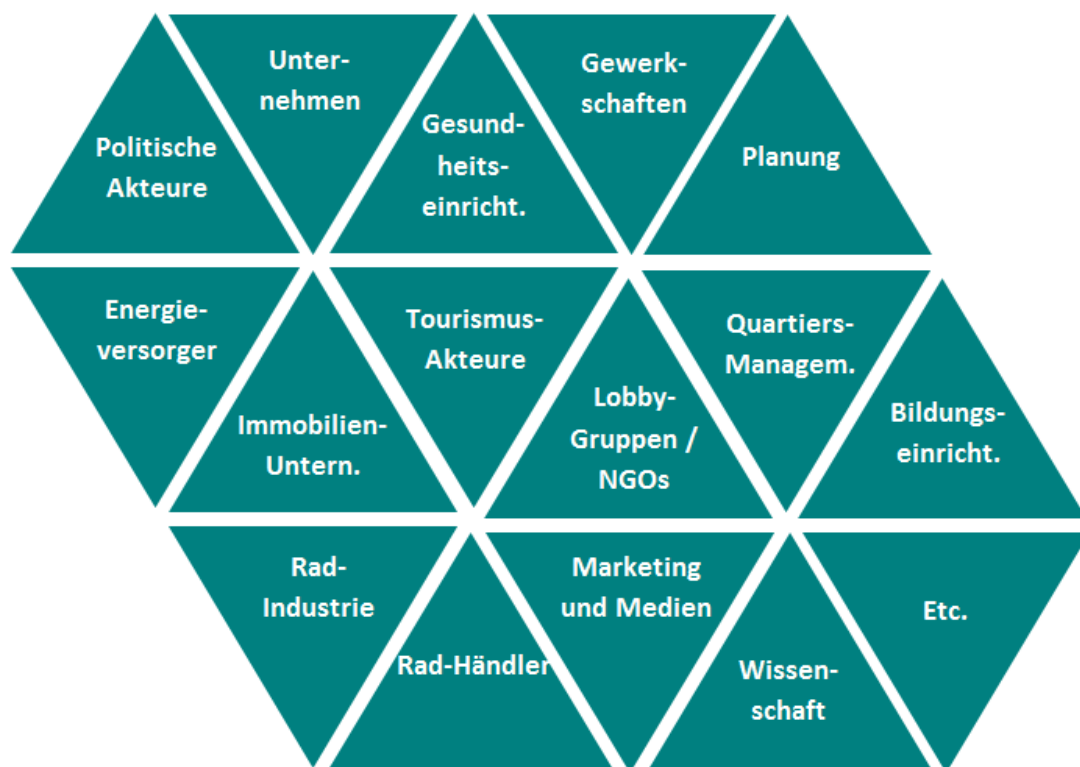 Unter-
nehmen
Gewerk-
schaften
Politische
Akteure
Gesund-
heits-
einricht.
Planung
Energie-
versorger
Tourismus-
Akteure
Quartiers-
Managem.
Immobilien-
Untern.
Lobby-
Gruppen /
NGOs
Bildungs-
einricht.
Rad-
Industrie
Marketing
und Medien
Etc.
Rad-Händler
Wissen-
schaft